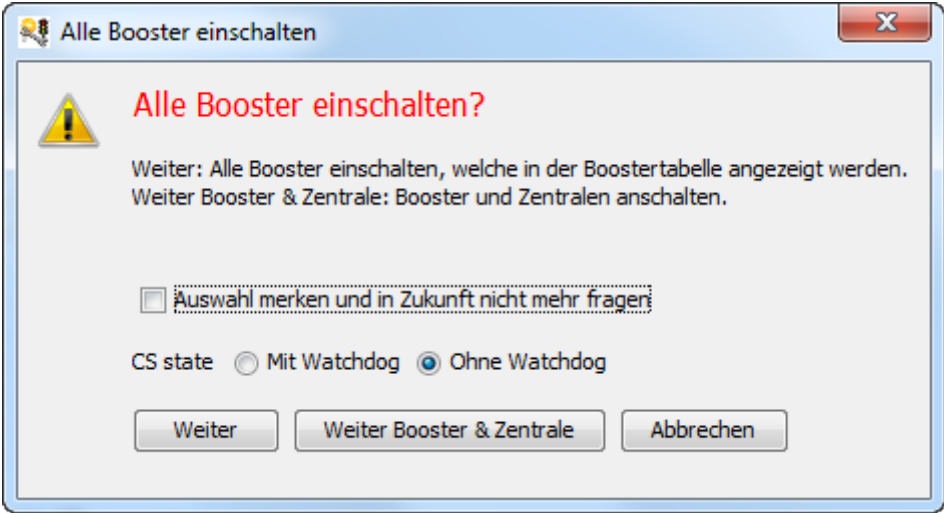 Alle Booster einschalten
Alle Booster einschalten?
Weiter: Alle Booster einschalten, welche in der Boostertabelle angezeigt werden.
Weiter Booster & Zentrale: Booster und Zentralen anschalten.
Auswahl merken und in Zukunft nicht mehr fragen
CS state Mit Watchdog Ohne Watchdog
Weiter Weiter Booster & Zentrale Abbrechen